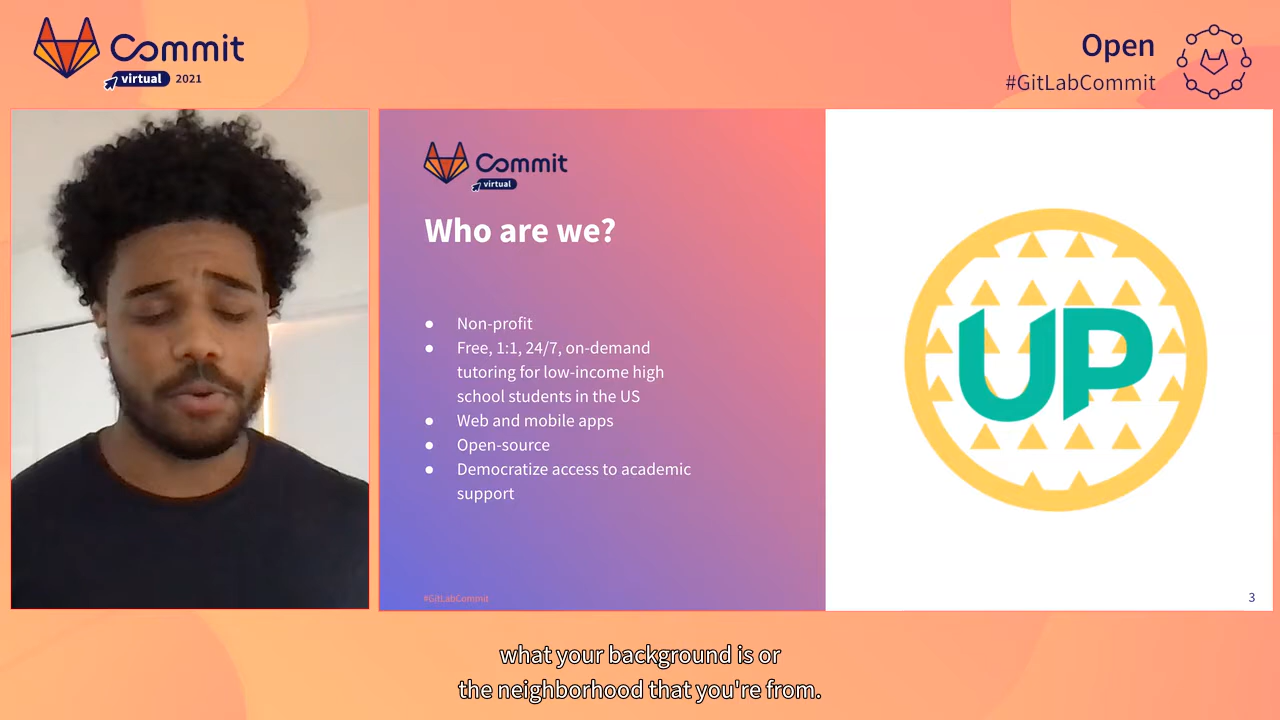 Commit
virtual 2021
Open
#GitLabCommit
Commit
virtual
Who are we?
● Non-profit
● Free, 1:1, 24/7, on-demand
tutoring for low-income high
school students in the US
● Web and mobile apps
● Open-source
● Democratize access to academic
support
#GitLabCommit
UP
3
what your background is or
the neighborhood that you're from.